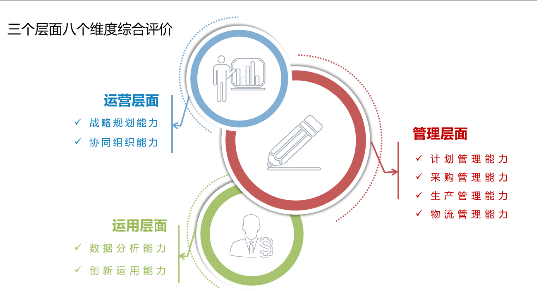 三个层面八个维度综合评价
运营层面
战略规划能力
协同组织能力
管理层面
计划管理能力
采购管理能力
生产管理能力
物流管理能力
运用层面
数据分析能力
创新运用能力